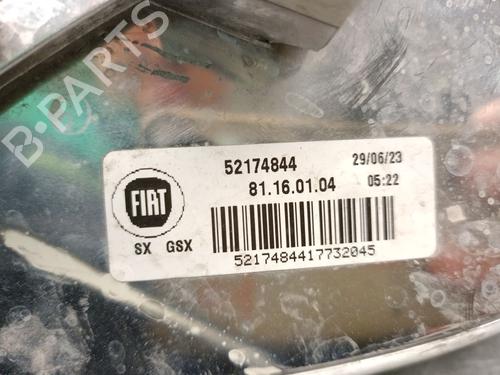 B-PARTS
52174844 29/06/23
81.16.01.04 05:22
FIAT
SX GSX
5217484417732045